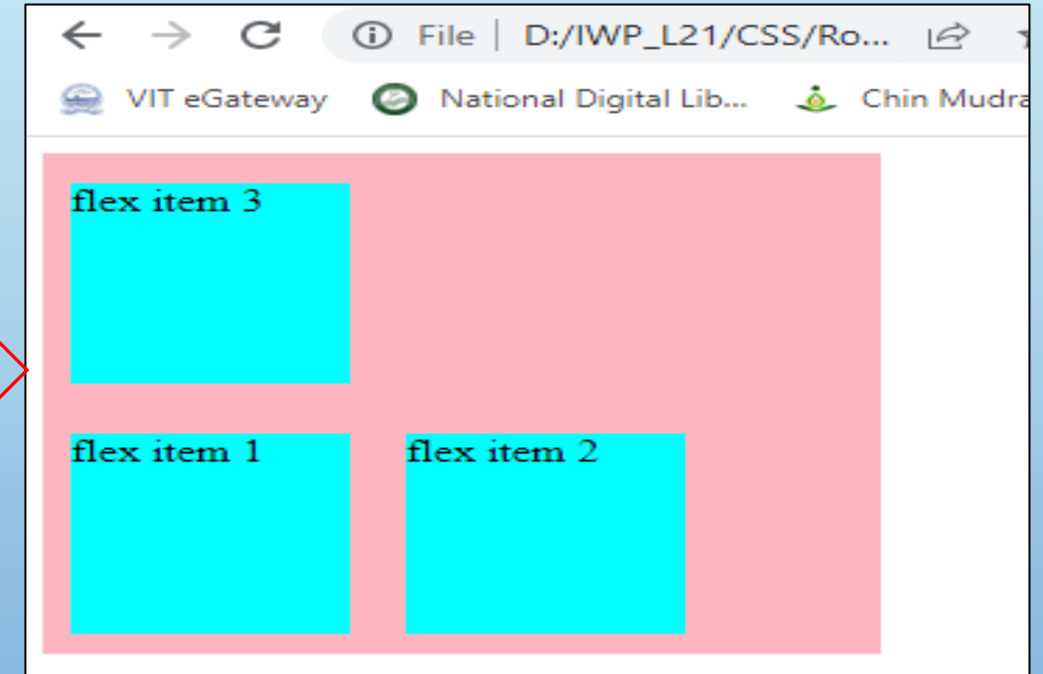 File | D:/IWP_L21/CSS/Ro...
VIT eGateway National Digital Lib... Chin Mudra
flex item 3
flex item 1 flex item 2